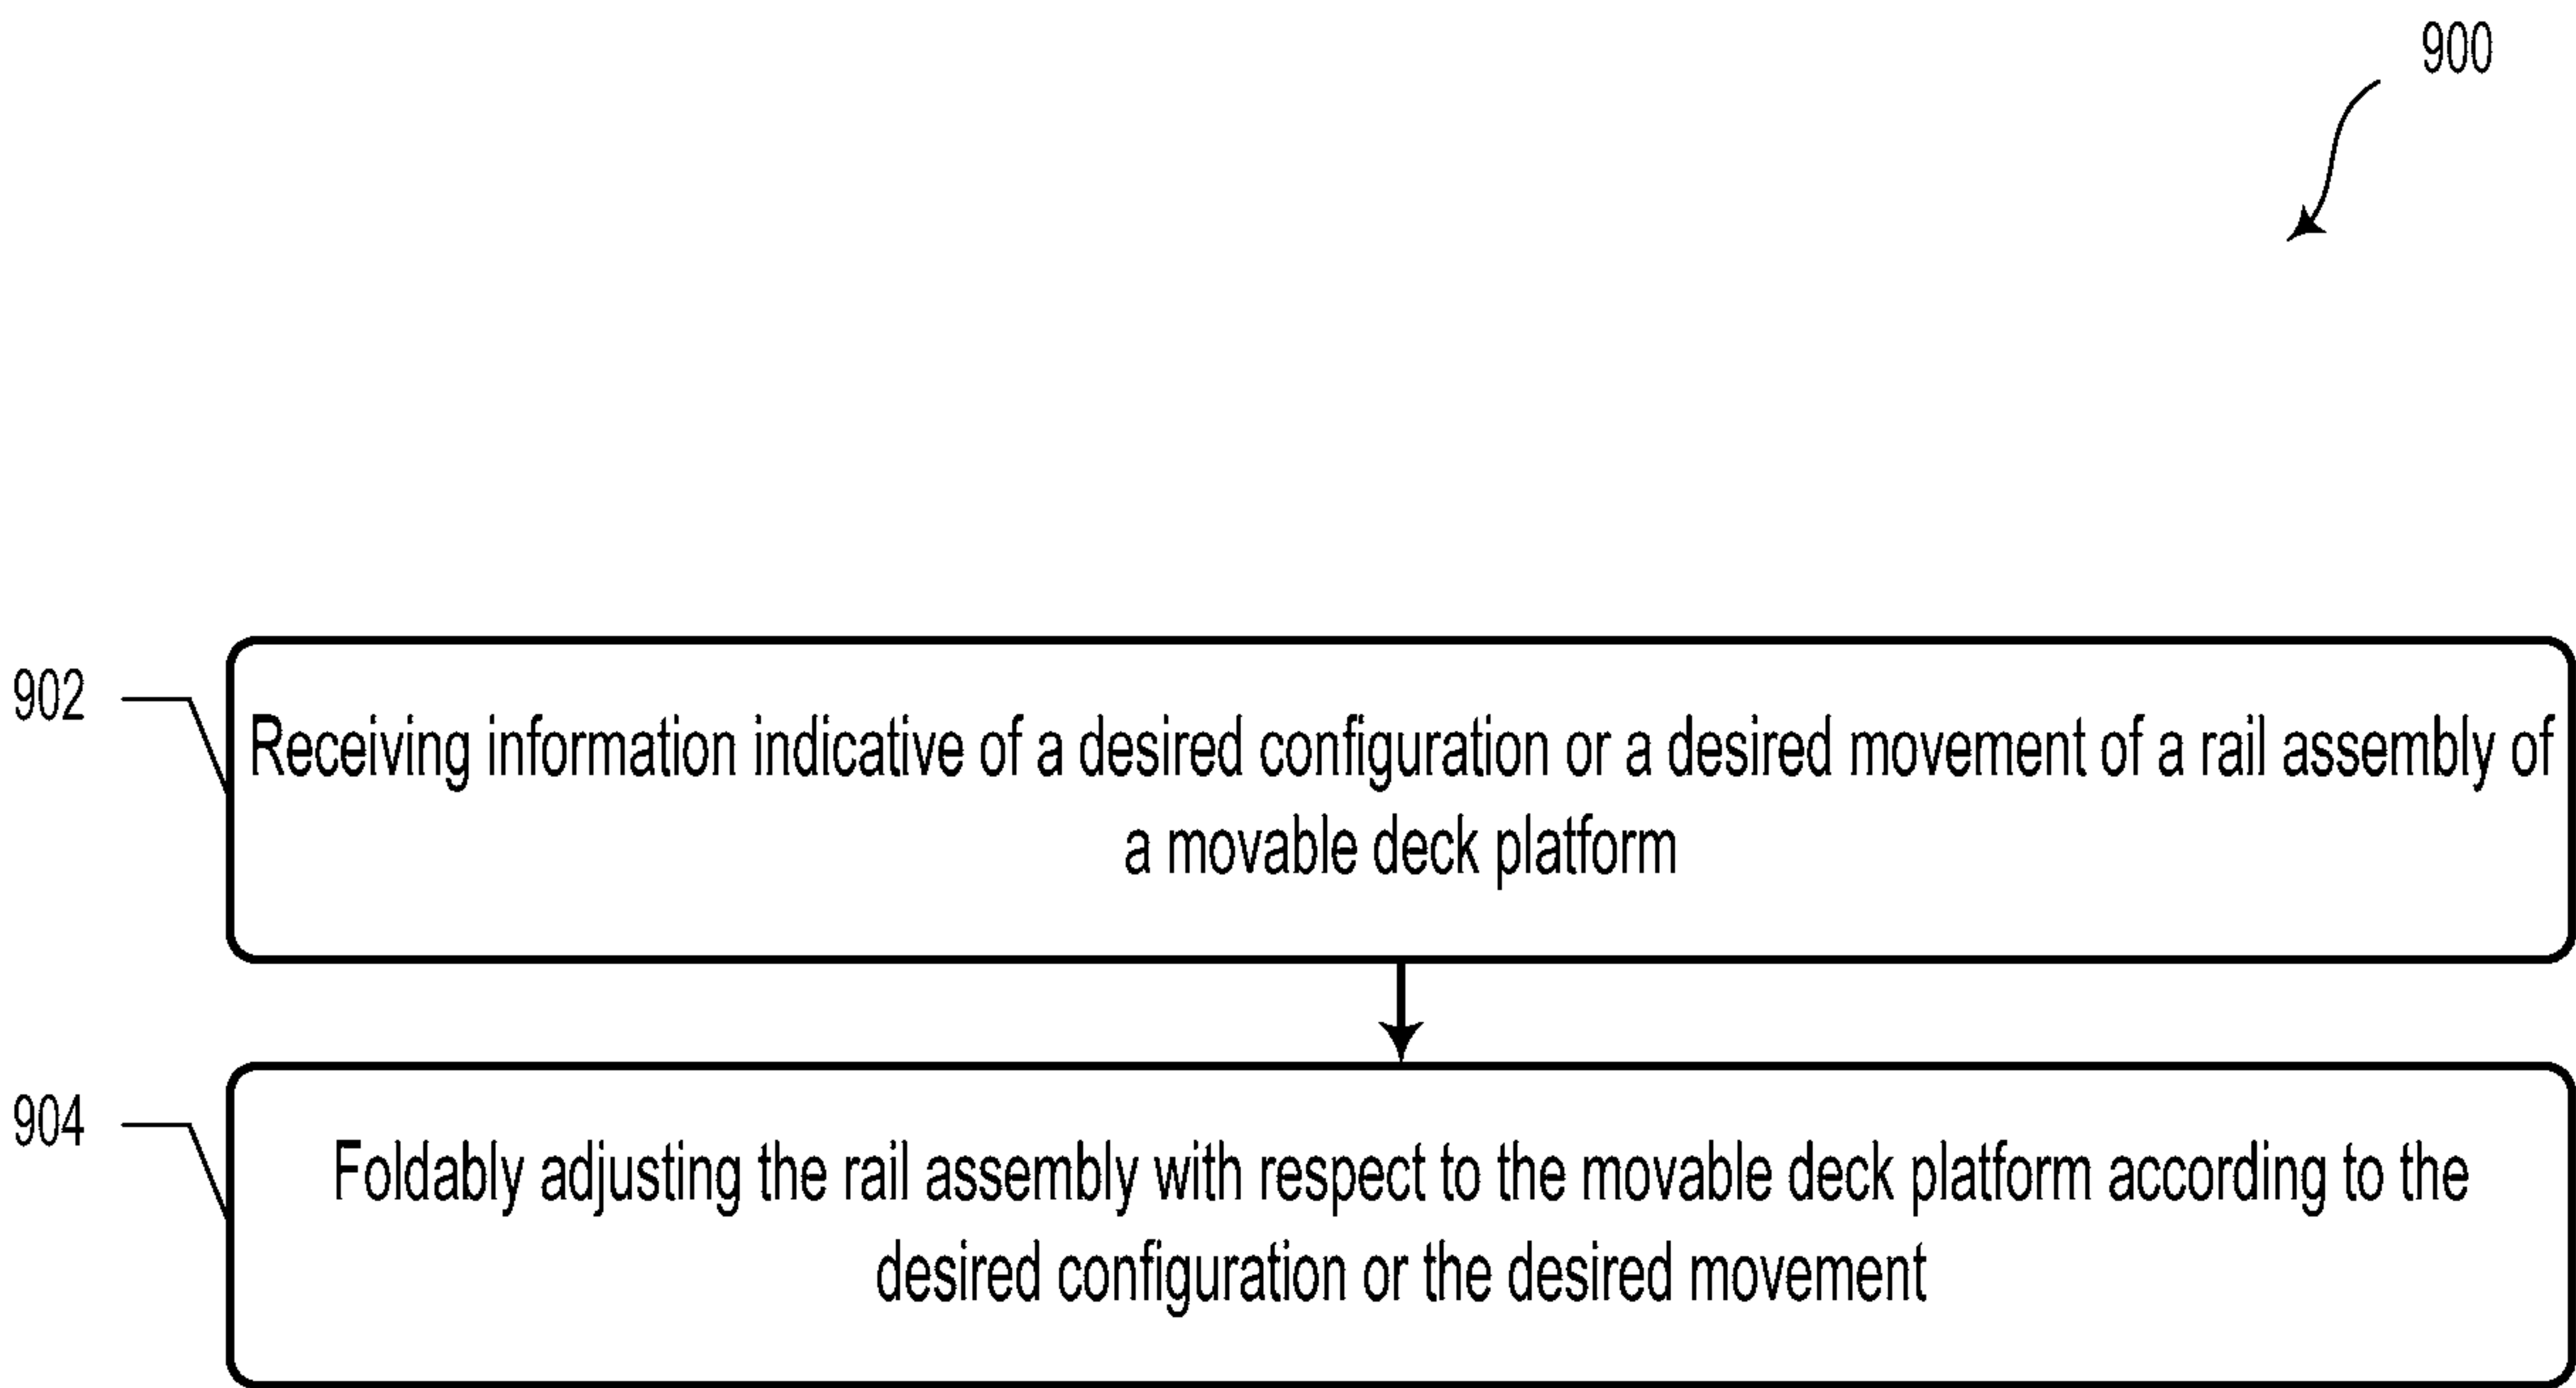 900
902
Receiving information indicative of a desired configuration or a desired movement of a rail assembly of
a movable deck platform
904
Foldably adjusting the rail assembly with respect to the movable deck platform according to the
desired configuration or the desired movement